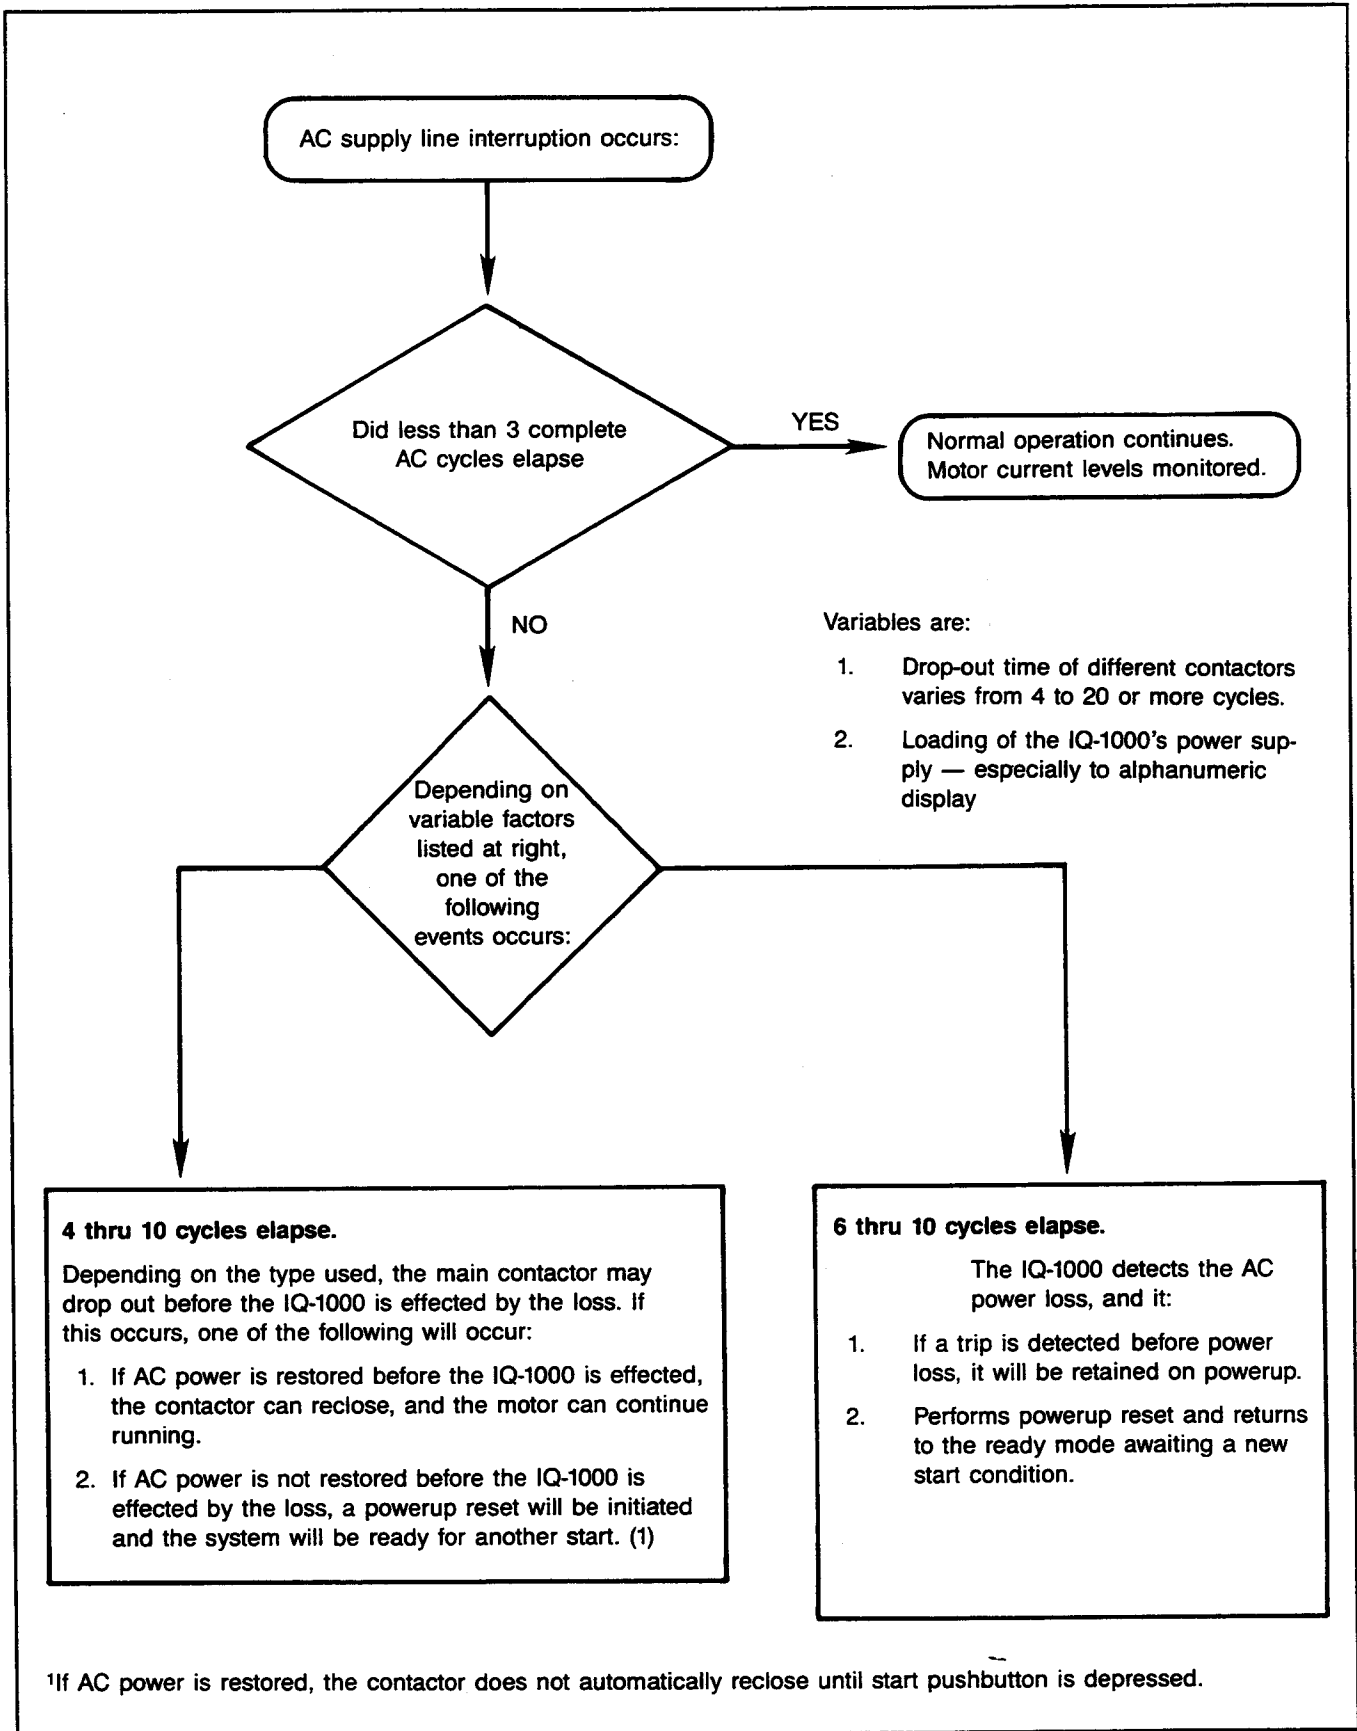 AC supply line interruption occurs:
Did less than 3 complete
AC cycles elapse
YES
Normal operation continues.
Motor current levels monitored.
NO
Variables are:
1. Drop-out time of different contactors
varies from 4 to 20 or more cycles.
2. Loading of the IQ-1000's power sup-
ply — especially to alphanumeric
display
Depending on
variable factors
listed at right,
one of the
following
events occurs:
4 thru 10 cycles elapse.
Depending on the type used, the main contactor may
drop out before the IQ-1000 is effected by the loss. If
this occurs, one of the following will occur:
1. If AC power is restored before the IQ-1000 is effected,
the contactor can reclose, and the motor can continue
running.
2. If AC power is not restored before the IQ-1000 is
effected by the loss, a powerup reset will be initiated
and the system will be ready for another start. (1)
6 thru 10 cycles elapse.
The IQ-1000 detects the AC
power loss, and it:
1. If a trip is detected before power
loss, it will be retained on powerup.
2. Performs powerup reset and returns
to the ready mode awaiting a new
start condition.
¹If AC power is restored, the contactor does not automatically reclose until start pushbutton is depressed.